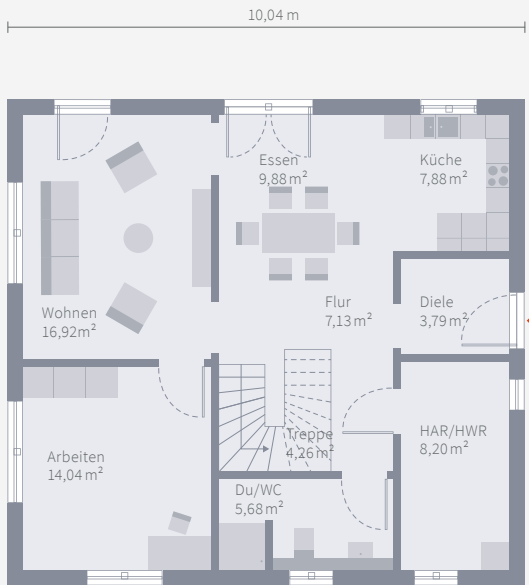 10,04 m
Essen
9,88 m²
Küche
7,88 m²
Wohnen
16,92m²
Flur
7,13 m²
Diele
3,79 m²
Arbeiten
14,04 m²
Treppe
4,26 m²
HAR/HWR
8,20 m²
Du/WC
5,68 m²